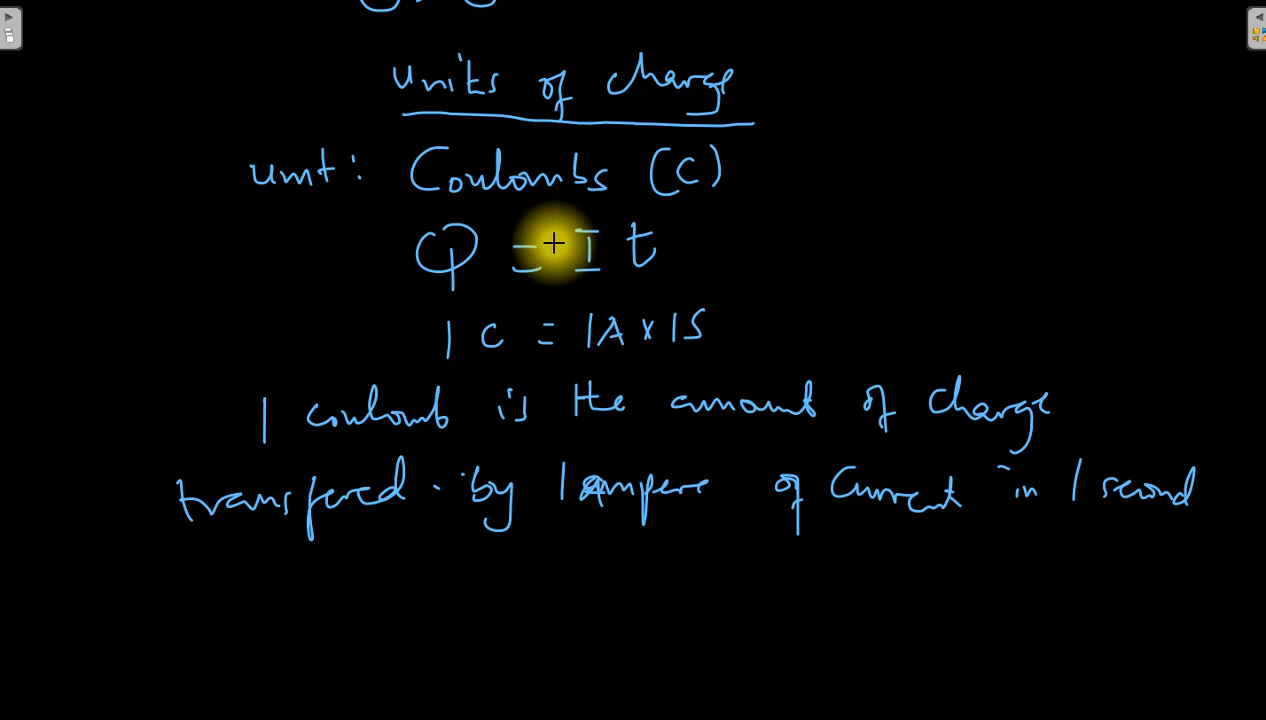 units of charge
unit: Coulombs (C)
Q = I t
1 C = 1A x 1S
1 coulomb is the amount of charge
transfered . by 1 Ampere of Current in 1 second